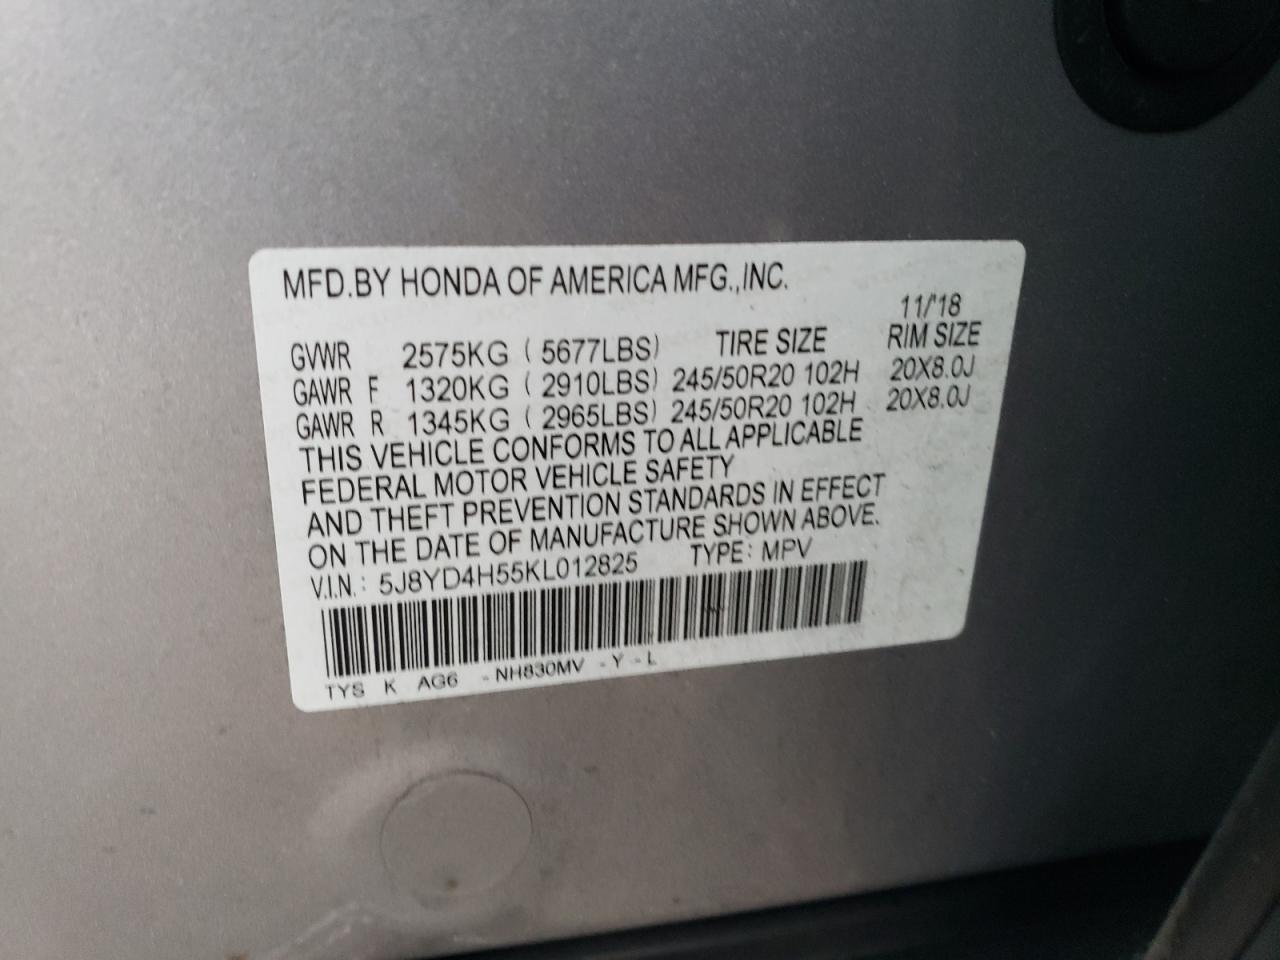 MFD.BY HONDA OF AMERICA MFG.,INC.
11/'18
GVWR 2575KG ( 5677LBS) TIRE SIZE RIM SIZE
GAWR F 1320KG ( 2910LBS) 245/50R20 102H 20X8.0J
GAWR R 1345KG ( 2965LBS) 245/50R20 102H 20X8.0J
THIS VEHICLE CONFORMS TO ALL APPLICABLE
FEDERAL MOTOR VEHICLE SAFETY
AND THEFT PREVENTION STANDARDS IN EFFECT
ON THE DATE OF MANUFACTURE SHOWN ABOVE.
V.I.N.: 5J8YD4H55KL012825 TYPE: MPV
TYS K AG6 -NH830MV -Y -L